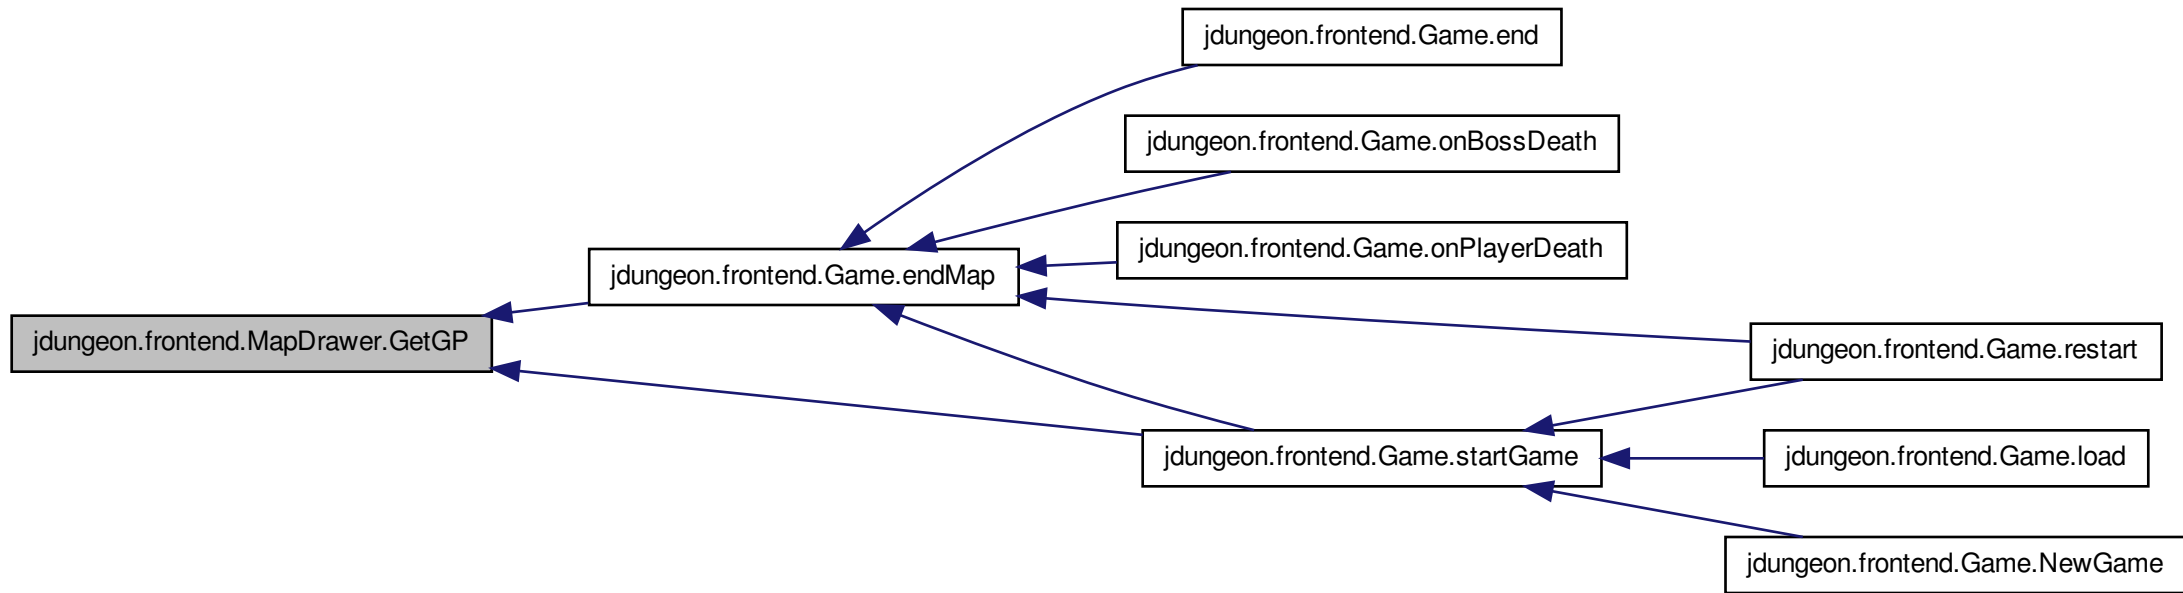 jdungeon.frontend.Game.end
jdungeon.frontend.Game.onBossDeath
jdungeon.frontend.Game.onPlayerDeath
jdungeon.frontend.Game.endMap
jdungeon.frontend.MapDrawer.GetGP
jdungeon.frontend.Game.restart
jdungeon.frontend.Game.startGame
jdungeon.frontend.Game.load
jdungeon.frontend.Game.NewGame